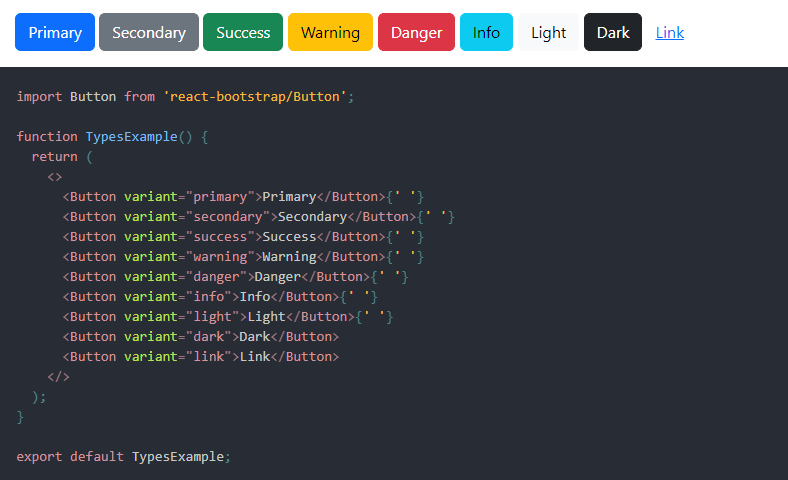 Primary Secondary Success Warning Danger Info Light Dark Link
import Button from 'react-bootstrap/Button';
function TypesExample() {
  return (
    <>
      <Button variant="primary">Primary</Button>{' '}
      <Button variant="secondary">Secondary</Button>{' '}
      <Button variant="success">Success</Button>{' '}
      <Button variant="warning">Warning</Button>{' '}
      <Button variant="danger">Danger</Button>{' '}
      <Button variant="info">Info</Button>{' '}
      <Button variant="light">Light</Button>{' '}
      <Button variant="dark">Dark</Button>
      <Button variant="link">Link</Button>
    </>
  );
}
export default TypesExample;